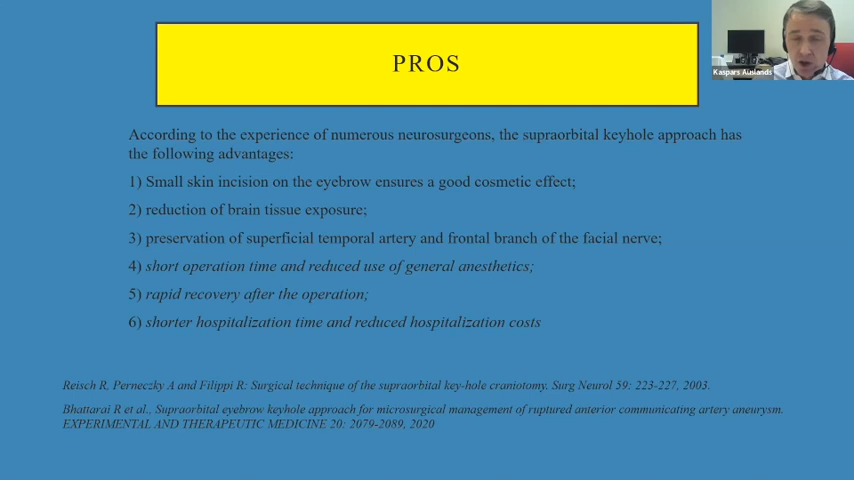 PROS
Kaspars Auslands
According to the experience of numerous neurosurgeons, the supraorbital keyhole approach has
the following advantages:
1) Small skin incision on the eyebrow ensures a good cosmetic effect;
2) reduction of brain tissue exposure;
3) preservation of superficial temporal artery and frontal branch of the facial nerve;
4) short operation time and reduced use of general anesthetics;
5) rapid recovery after the operation;
6) shorter hospitalization time and reduced hospitalization costs
Reisch R, Perneczky A and Filippi R: Surgical technique of the supraorbital key-hole craniotomy. Surg Neurol 59: 223-227, 2003.
Bhattarai R et al., Supraorbital eyebrow keyhole approach for microsurgical management of ruptured anterior communicating artery aneurysm.
EXPERIMENTAL AND THERAPEUTIC MEDICINE 20: 2079-2089, 2020